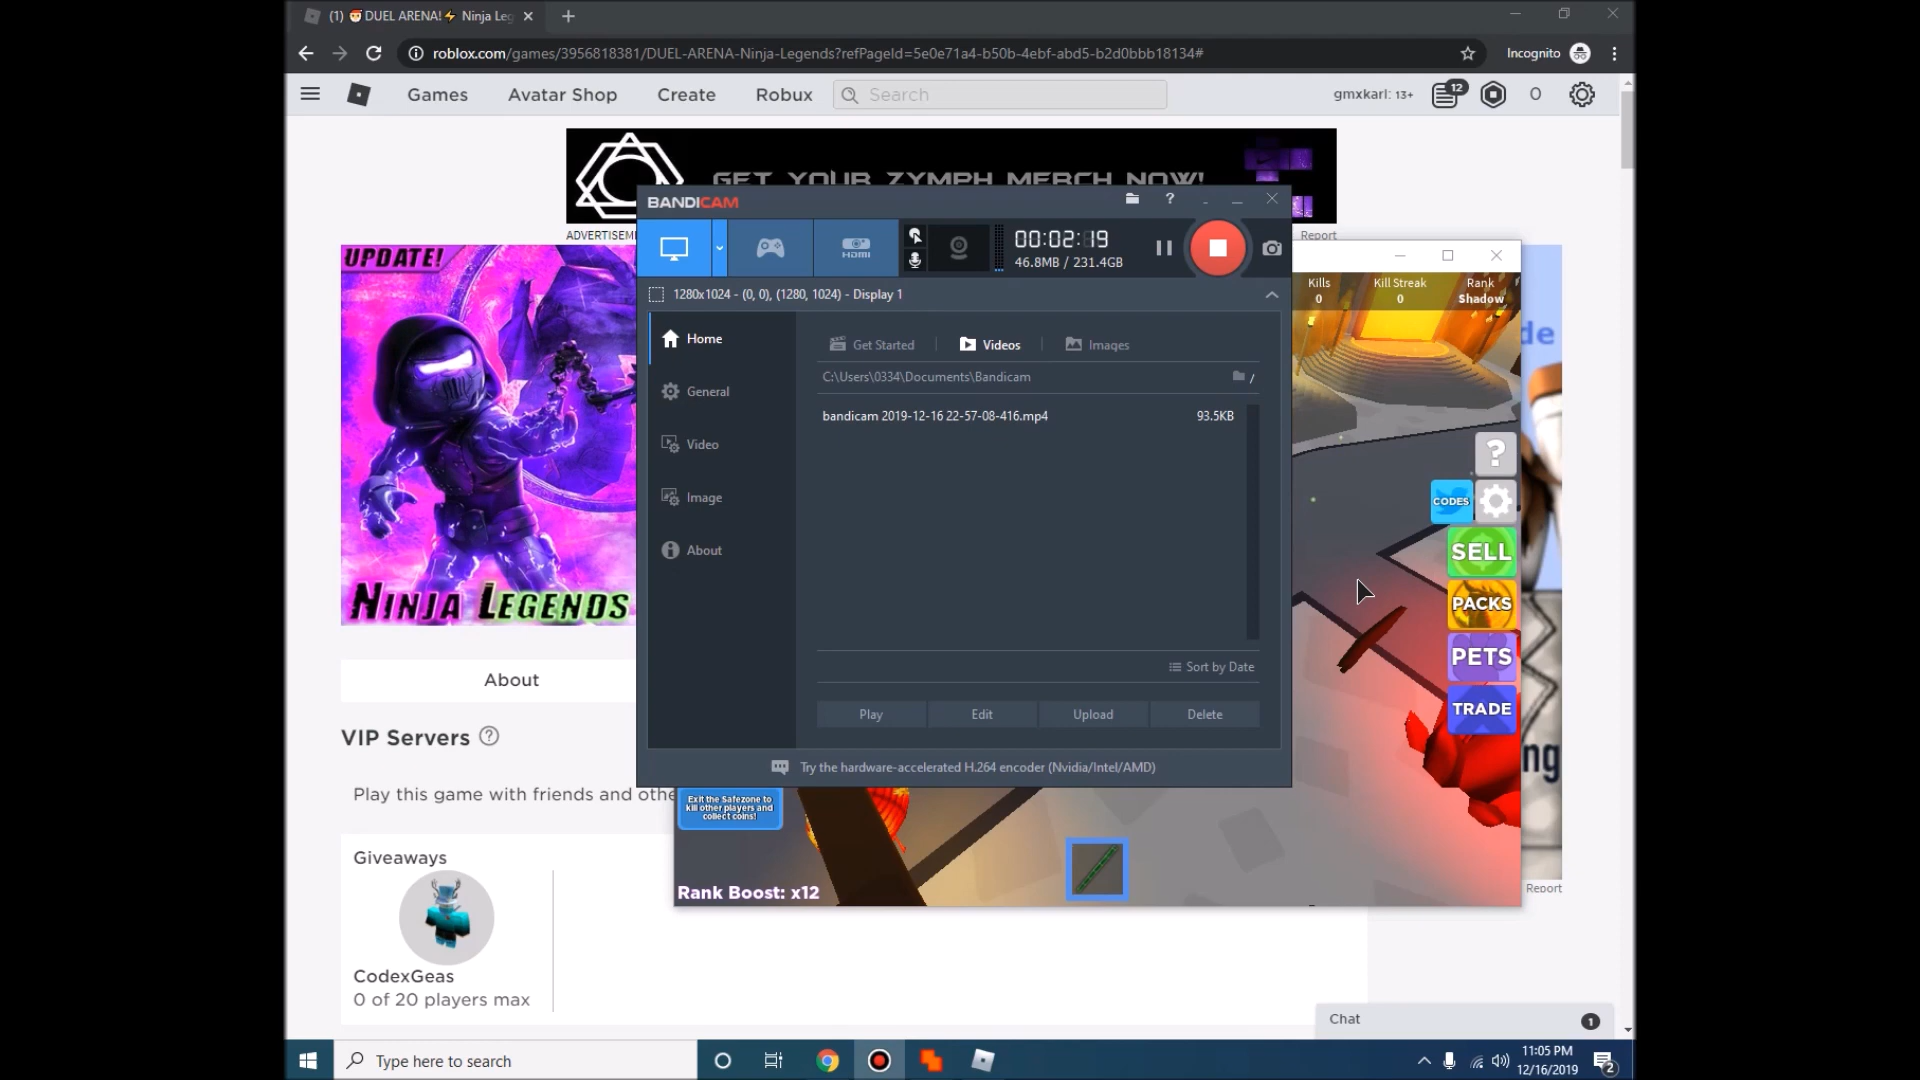 (1) 🎅DUEL ARENA!⚡ Ninja Leg
roblox.com/games/3956818381/DUEL-ARENA-Ninja-Legends?refPageId=5e0e71a4-b50b-4ebf-abd5-b2d0bbb18134#
Incognito
Games
Avatar Shop
Create
Robux
Search
gmxkarl: 13+
12
0
GET YOUR ZYMPH MERCH NOW!
ADVERTISEM
Report
UPDATE!
NINJA LEGENDS
BANDICAM
HDMI
00:02:19
46.8MB / 231.4GB
1280x1024 - (0, 0), (1280, 1024) - Display 1
Home
General
Video
Image
About
Get Started
Videos
Images
C:\Users\0334\Documents\Bandicam
/
bandicam 2019-12-16 22-57-08-416.mp4
93.5KB
Sort by Date
Play
Edit
Upload
Delete
Try the hardware-accelerated H.264 encoder (Nvidia/Intel/AMD)
Kills
0
Kill Streak
0
Rank
Shadow
de
?
CODES
SELL
PACKS
PETS
TRADE
ng
Report
Exit the Safezone to
kill other players and
collect coins!
Rank Boost: x12
About
VIP Servers
Play this game with friends and othe
Giveaways
CodexGeas
0 of 20 players max
Chat
1
Type here to search
11:05 PM
12/16/2019
2